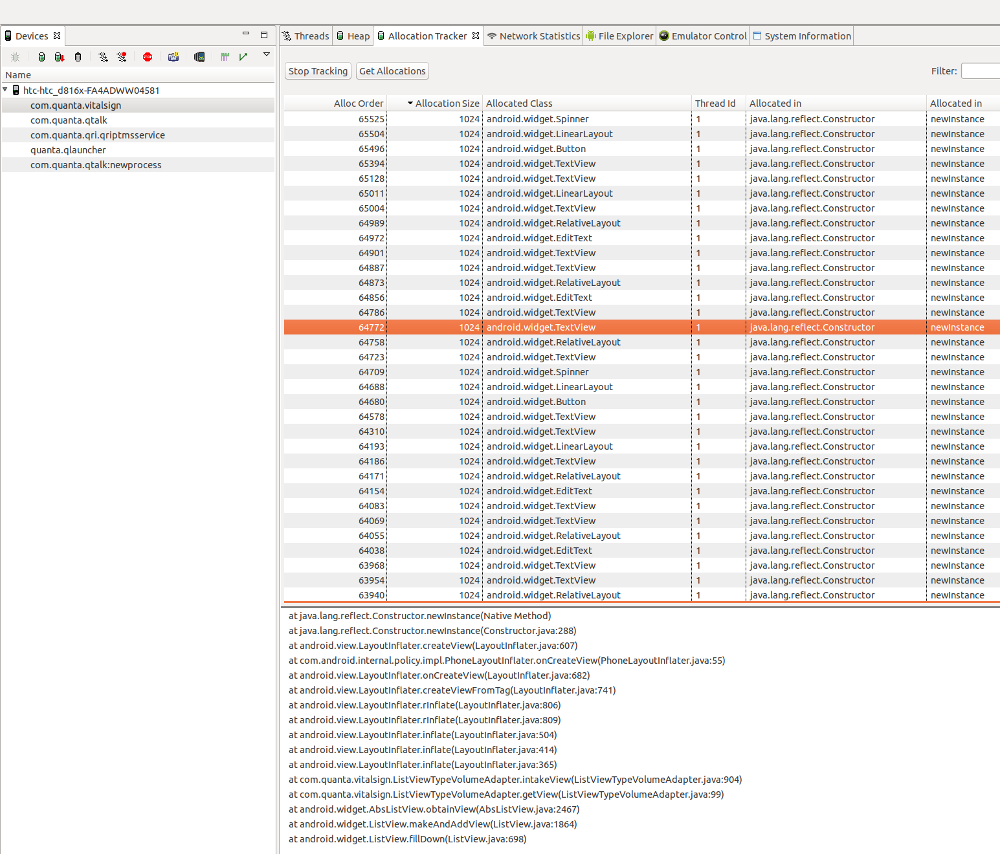 Devices
Threads Heap Allocation Tracker Network Statistics File Explorer Emulator Control System Information
STOP
Name
Stop Tracking Get Allocations Filter:
htc-htc_d816x-FA4ADWW04581
com.quanta.vitalsign
com.quanta.qtalk
com.quanta.qri.qriptmsservice
quanta.qlauncher
com.quanta.qtalk:newprocess
Alloc Order Allocation Size Allocated Class Thread Id Allocated in Allocated in
65525 1024 android.widget.Spinner 1 java.lang.reflect.Constructor newInstance
65504 1024 android.widget.LinearLayout 1 java.lang.reflect.Constructor newInstance
65496 1024 android.widget.Button 1 java.lang.reflect.Constructor newInstance
65394 1024 android.widget.TextView 1 java.lang.reflect.Constructor newInstance
65128 1024 android.widget.TextView 1 java.lang.reflect.Constructor newInstance
65011 1024 android.widget.LinearLayout 1 java.lang.reflect.Constructor newInstance
65004 1024 android.widget.TextView 1 java.lang.reflect.Constructor newInstance
64989 1024 android.widget.RelativeLayout 1 java.lang.reflect.Constructor newInstance
64972 1024 android.widget.EditText 1 java.lang.reflect.Constructor newInstance
64901 1024 android.widget.TextView 1 java.lang.reflect.Constructor newInstance
64887 1024 android.widget.TextView 1 java.lang.reflect.Constructor newInstance
64873 1024 android.widget.RelativeLayout 1 java.lang.reflect.Constructor newInstance
64856 1024 android.widget.EditText 1 java.lang.reflect.Constructor newInstance
64786 1024 android.widget.TextView 1 java.lang.reflect.Constructor newInstance
64772 1024 android.widget.TextView 1 java.lang.reflect.Constructor newInstance
64758 1024 android.widget.RelativeLayout 1 java.lang.reflect.Constructor newInstance
64723 1024 android.widget.TextView 1 java.lang.reflect.Constructor newInstance
64709 1024 android.widget.Spinner 1 java.lang.reflect.Constructor newInstance
64688 1024 android.widget.LinearLayout 1 java.lang.reflect.Constructor newInstance
64680 1024 android.widget.Button 1 java.lang.reflect.Constructor newInstance
64578 1024 android.widget.TextView 1 java.lang.reflect.Constructor newInstance
64310 1024 android.widget.TextView 1 java.lang.reflect.Constructor newInstance
64193 1024 android.widget.LinearLayout 1 java.lang.reflect.Constructor newInstance
64186 1024 android.widget.TextView 1 java.lang.reflect.Constructor newInstance
64171 1024 android.widget.RelativeLayout 1 java.lang.reflect.Constructor newInstance
64154 1024 android.widget.EditText 1 java.lang.reflect.Constructor newInstance
64083 1024 android.widget.TextView 1 java.lang.reflect.Constructor newInstance
64069 1024 android.widget.TextView 1 java.lang.reflect.Constructor newInstance
64055 1024 android.widget.RelativeLayout 1 java.lang.reflect.Constructor newInstance
64038 1024 android.widget.EditText 1 java.lang.reflect.Constructor newInstance
63968 1024 android.widget.TextView 1 java.lang.reflect.Constructor newInstance
63954 1024 android.widget.TextView 1 java.lang.reflect.Constructor newInstance
63940 1024 android.widget.RelativeLayout 1 java.lang.reflect.Constructor newInstance
at java.lang.reflect.Constructor.newInstance(Native Method)
at java.lang.reflect.Constructor.newInstance(Constructor.java:288)
at android.view.LayoutInflater.createView(LayoutInflater.java:607)
at com.android.internal.policy.impl.PhoneLayoutInflater.onCreateView(PhoneLayoutInflater.java:55)
at android.view.LayoutInflater.onCreateView(LayoutInflater.java:682)
at android.view.LayoutInflater.createViewFromTag(LayoutInflater.java:741)
at android.view.LayoutInflater.rInflate(LayoutInflater.java:806)
at android.view.LayoutInflater.rInflate(LayoutInflater.java:809)
at android.view.LayoutInflater.inflate(LayoutInflater.java:504)
at android.view.LayoutInflater.inflate(LayoutInflater.java:414)
at android.view.LayoutInflater.inflate(LayoutInflater.java:365)
at com.quanta.vitalsign.ListViewTypeVolumeAdapter.intakeView(ListViewTypeVolumeAdapter.java:904)
at com.quanta.vitalsign.ListViewTypeVolumeAdapter.getView(ListViewTypeVolumeAdapter.java:99)
at android.widget.AbsListView.obtainView(AbsListView.java:2467)
at android.widget.ListView.makeAndAddView(ListView.java:1864)
at android.widget.ListView.fillDown(ListView.java:698)